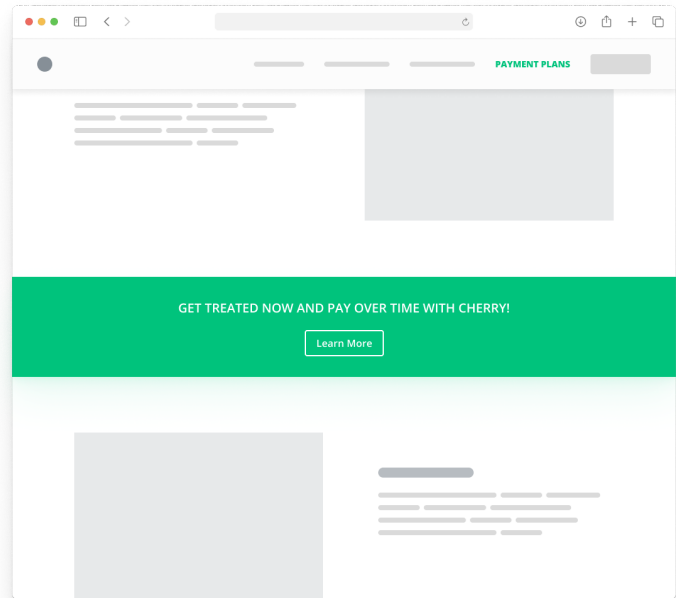 PAYMENT PLANS
GET TREATED NOW AND PAY OVER TIME WITH CHERRY!
Learn More